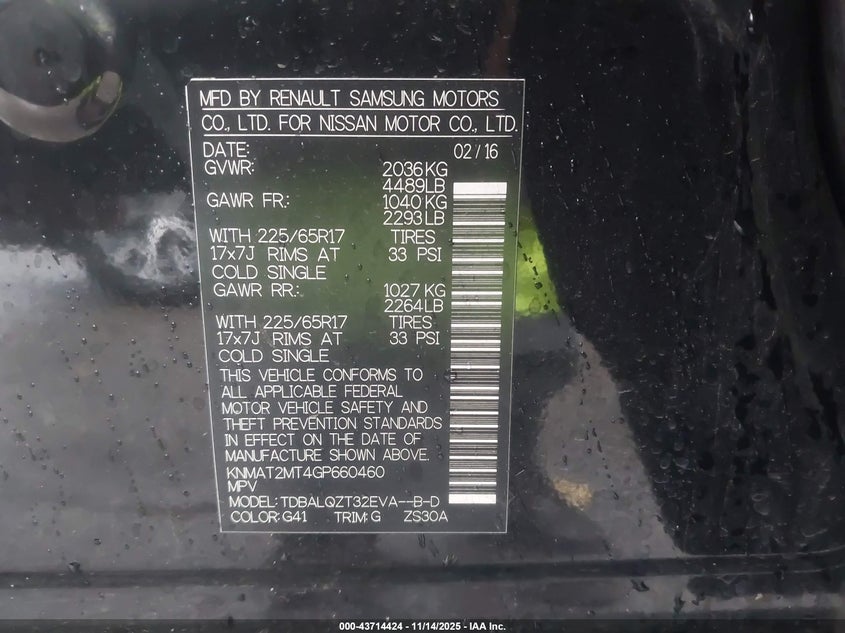 MFD BY RENAULT SAMSUNG MOTORS
CO., LTD. FOR NISSAN MOTOR CO., LTD.
DATE: 02/16
GVWR: 2036KG
4489LB
GAWR FR: 1040KG
2293LB
WITH 225/65R17 TIRES
17x7J RIMS AT 33 PSI
COLD SINGLE
GAWR RR: 1027KG
2264LB
WITH 225/65R17 TIRES
17x7J RIMS AT 33 PSI
COLD SINGLE
THIS VEHICLE CONFORMS TO
ALL APPLICABLE FEDERAL
MOTOR VEHICLE SAFETY AND
THEFT PREVENTION STANDARDS
IN EFFECT ON THE DATE OF
MANUFACTURE SHOWN ABOVE.
KNMAT2MT4GP660460
MPV
MODEL: TDBALQZT32EVA--B-D
COLOR: G41 TRIM: G ZS30A
000-43714424 - 11/14/2025 - IAA Inc.